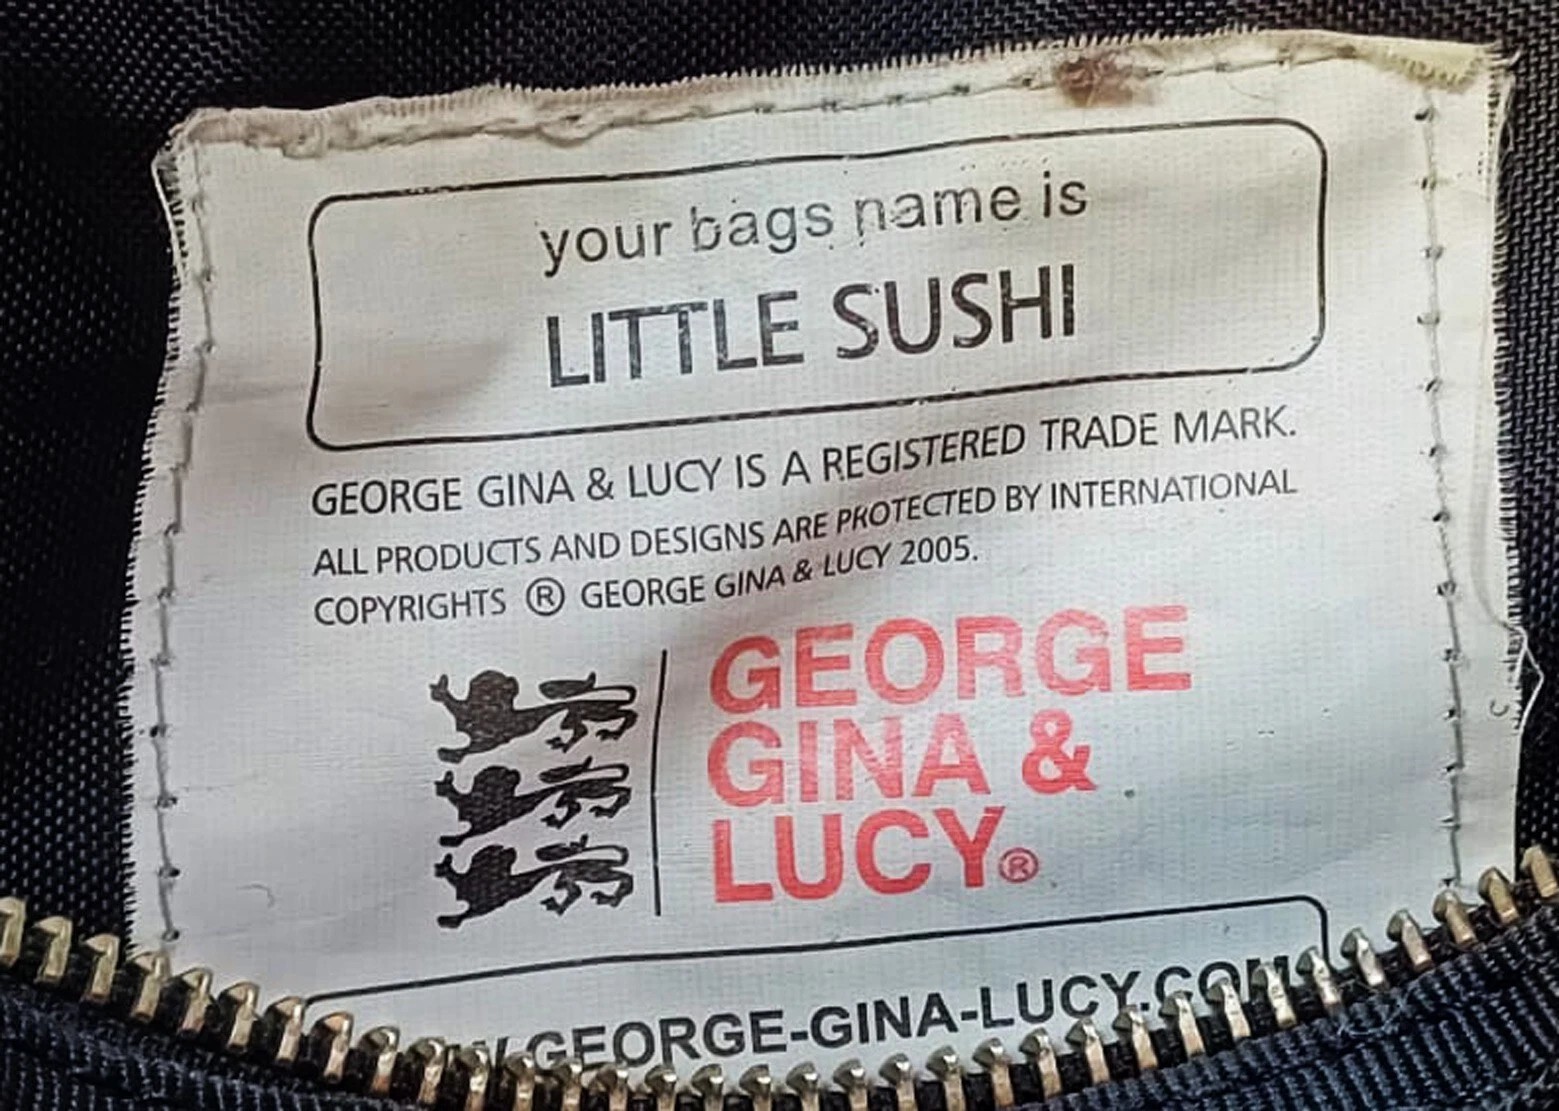 your bags name is
LITTLE SUSHI
GEORGE GINA & LUCY IS A REGISTERED TRADE MARK.
ALL PRODUCTS AND DESIGNS ARE PROTECTED BY INTERNATIONAL
COPYRIGHTS ® GEORGE GINA & LUCY 2005.
GEORGE
GINA &
LUCY®
W.GEORGE-GINA-LUCY.COM